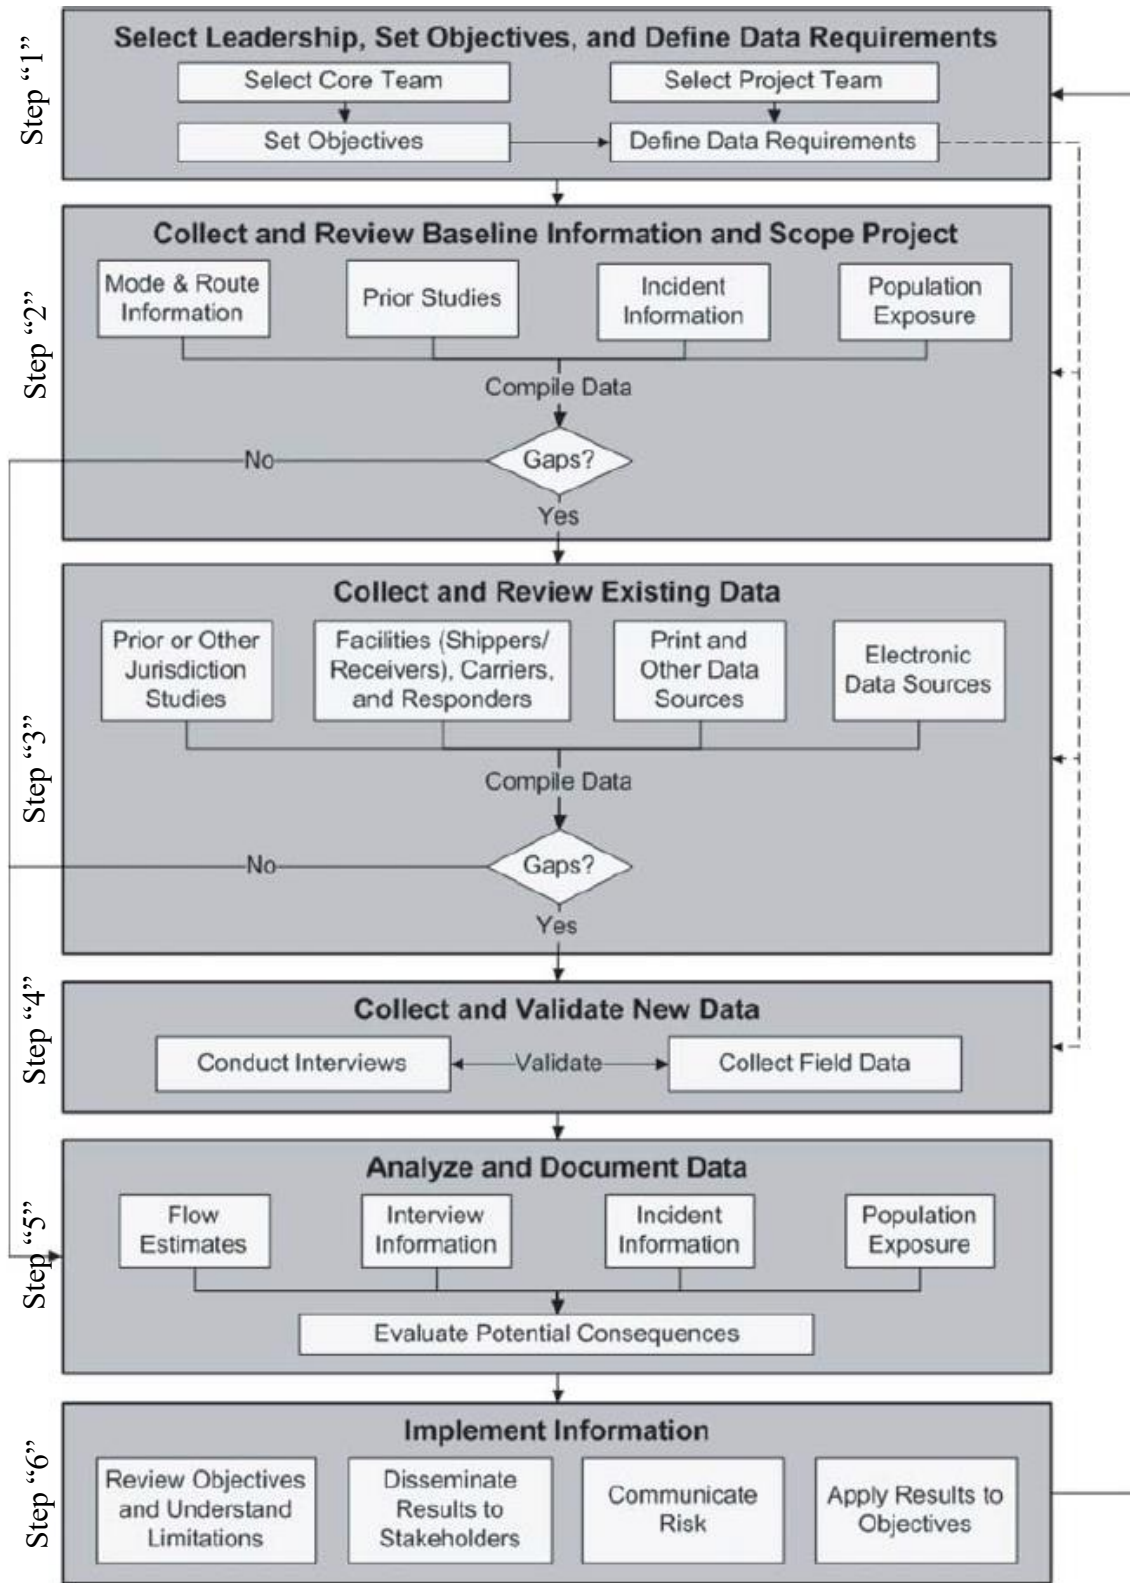 Step “1”
Select Leadership, Set Objectives, and Define Data Requirements
Select Core Team
Select Project Team
Set Objectives
Define Data Requirements
Step “2”
Collect and Review Baseline Information and Scope Project
Mode & Route
Information
Prior Studies
Incident
Information
Population
Exposure
Compile Data
Gaps?
No
Yes
Step “3”
Collect and Review Existing Data
Prior or Other
Jurisdiction
Studies
Facilities (Shippers/
Receivers), Carriers,
and Responders
Print and
Other Data
Sources
Electronic
Data Sources
Compile Data
Gaps?
No
Yes
Step “4”
Collect and Validate New Data
Conduct Interviews
Validate
Collect Field Data
Step “5”
Analyze and Document Data
Flow
Estimates
Interview
Information
Incident
Information
Population
Exposure
Evaluate Potential Consequences
Step “6”
Implement Information
Review Objectives
and Understand
Limitations
Disseminate
Results to
Stakeholders
Communicate
Risk
Apply Results to
Objectives